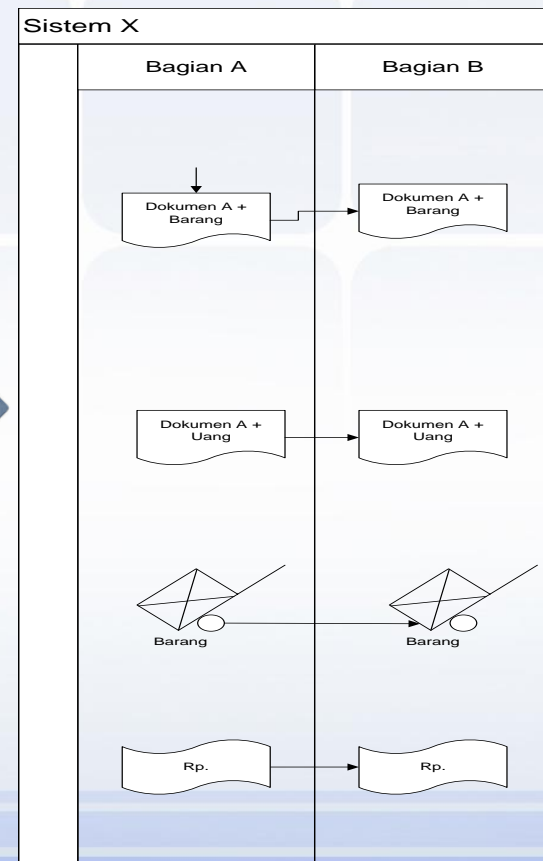 Sistem X
Bagian A
Bagian B
Dokumen A +
Barang
Dokumen A +
Barang
Dokumen A +
Uang
Dokumen A +
Uang
Barang
Barang
Rp.
Rp.